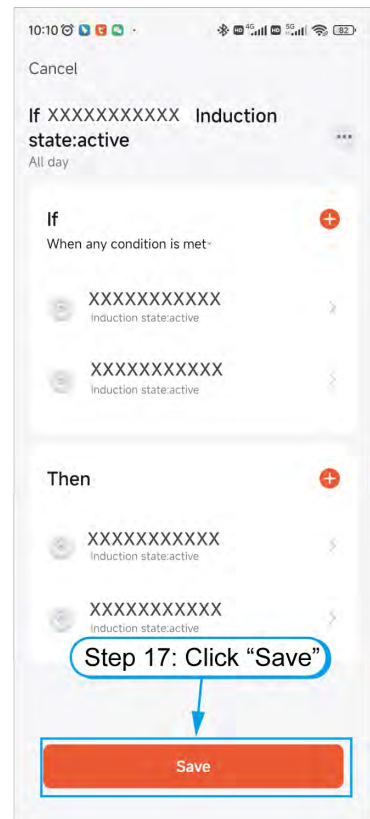 10:10
4G 5G 82
Cancel
If XXXXXXXXXXX Induction
state:active
All day
If
When any condition is met
XXXXXXXXXXX
Induction state:active
XXXXXXXXXXX
Induction state:active
Then
XXXXXXXXXXX
Induction state:active
XXXXXXXXXXX
Induction state:active
Step 17: Click “Save”
Save